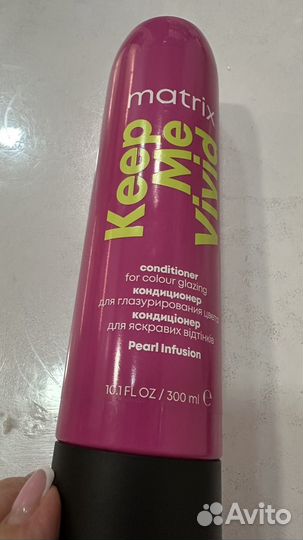 matrix
Keep
Me
Vivid
conditioner
for colour glazing
кондиционер
для глазурирования цвета
кондиціонер
для яскравих відтінків
Pearl Infusion
10.1 FL OZ / 300 ml ℮
Avito